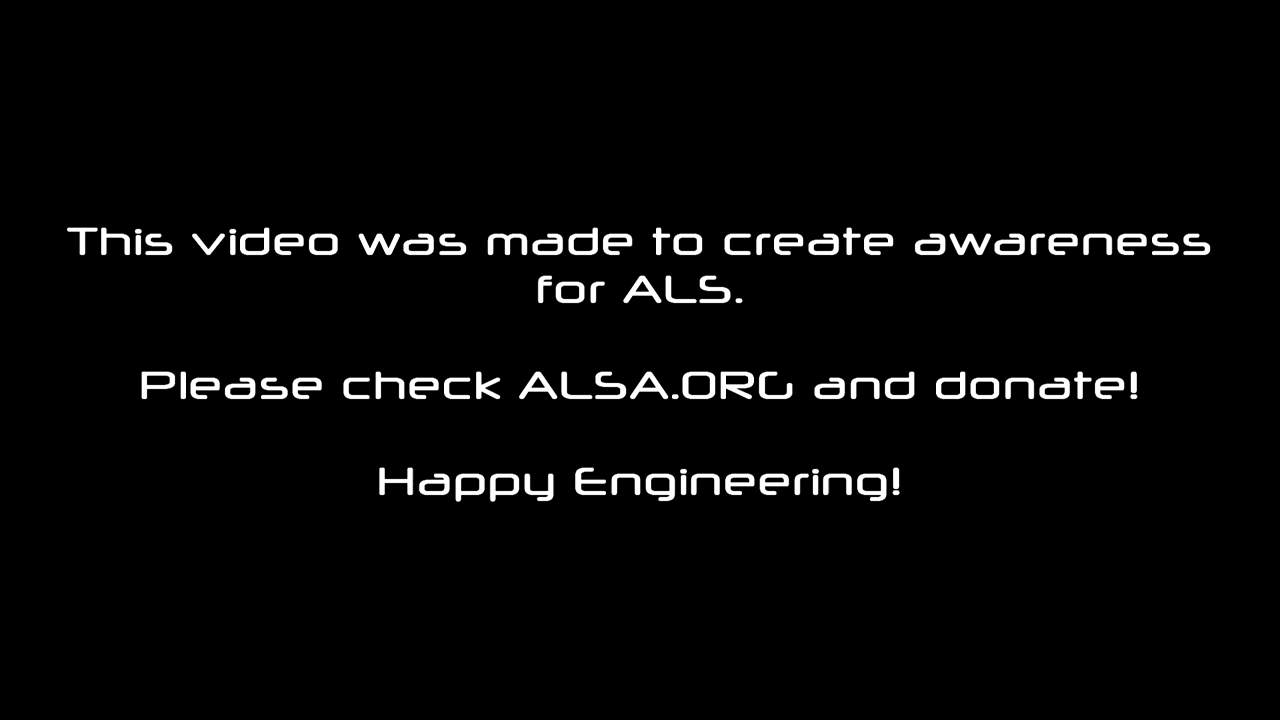 This video was made to create awareness
for ALS.
Please check ALSA.ORG and donate!
Happy Engineering!